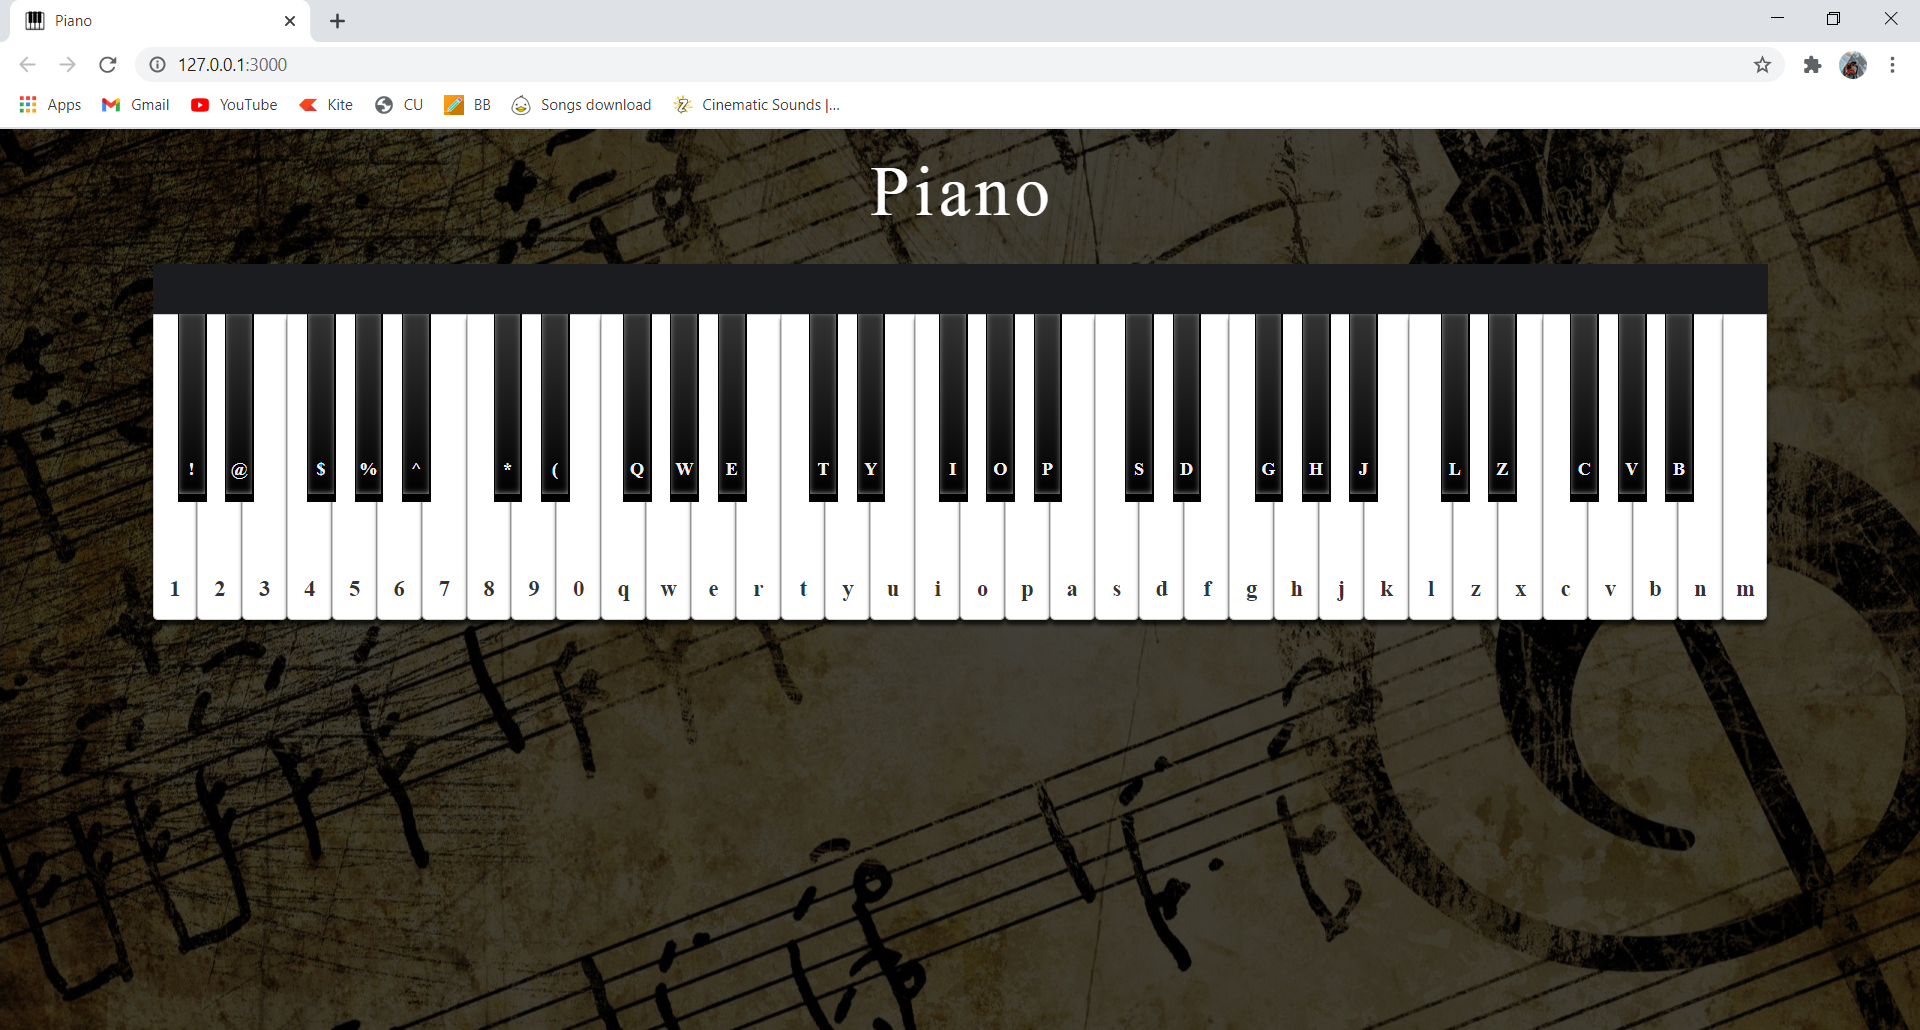 Piano
127.0.0.1:3000
Apps Gmail YouTube Kite CU BB Songs download Cinematic Sounds |...
Piano
! @ $ % ^ * ( Q W E T Y I O P S D G H J L Z C V B
1 2 3 4 5 6 7 8 9 0 q w e r t y u i o p a s d f g h j k l z x c v b n m